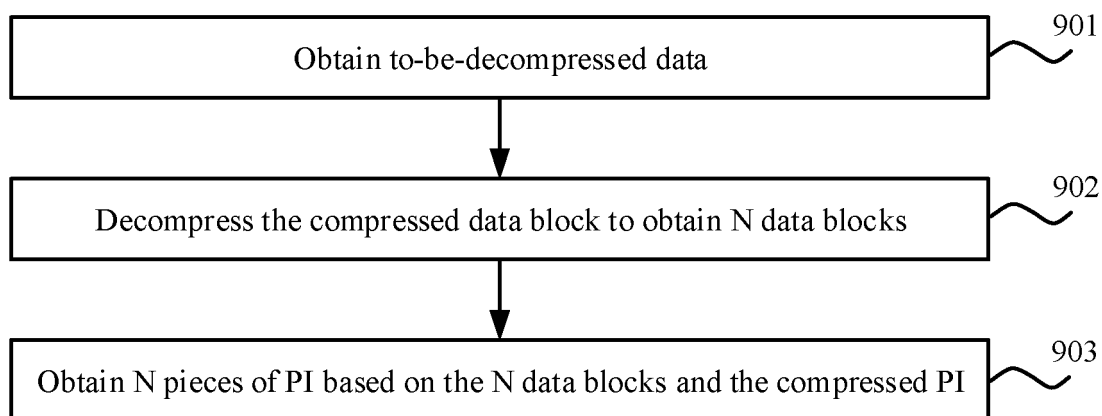 901
Obtain to-be-decompressed data
902
Decompress the compressed data block to obtain N data blocks
903
Obtain N pieces of PI based on the N data blocks and the compressed PI